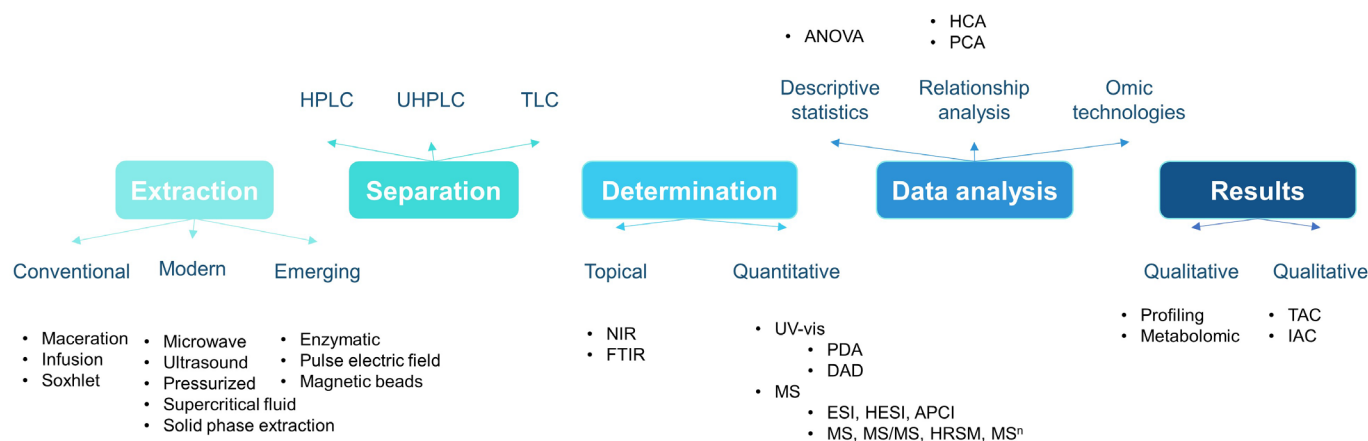 Extraction
Conventional
• Maceration
• Infusion
• Soxhlet
Modern
• Microwave
• Ultrasound
• Pressurized
• Supercritical fluid
• Solid phase extraction
Emerging
• Enzymatic
• Pulse electric field
• Magnetic beads
Separation
HPLC
UHPLC
TLC
Determination
Topical
• NIR
• FTIR
Quantitative
• UV-vis
• PDA
• DAD
• MS
• ESI, HESI, APCI
• MS, MS/MS, HRSM, MSⁿ
Data analysis
Descriptive
statistics
• ANOVA
Relationship
analysis
• HCA
• PCA
Omic
technologies
Results
Qualitative
• Profiling
• Metabolomic
Qualitative
• TAC
• IAC